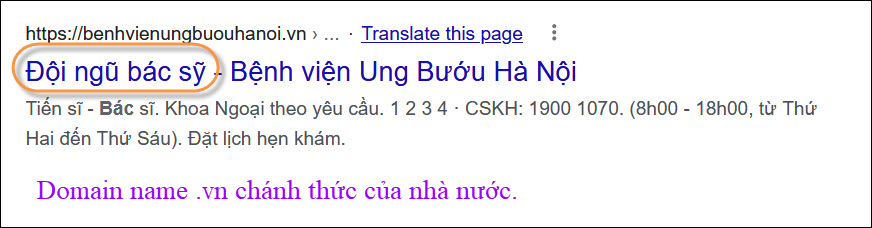 https://benhvienungbuouhanoi.vn › ... · Translate this page
Đội ngũ bác sỹ - Bệnh viện Ung Bướu Hà Nội
Tiến sĩ - Bác sĩ. Khoa Ngoại theo yêu cầu. 1 2 3 4 · CSKH: 1900 1070. (8h00 - 18h00, từ Thứ
Hai đến Thứ Sáu). Đặt lịch hẹn khám.
Domain name .vn chánh thức của nhà nước.